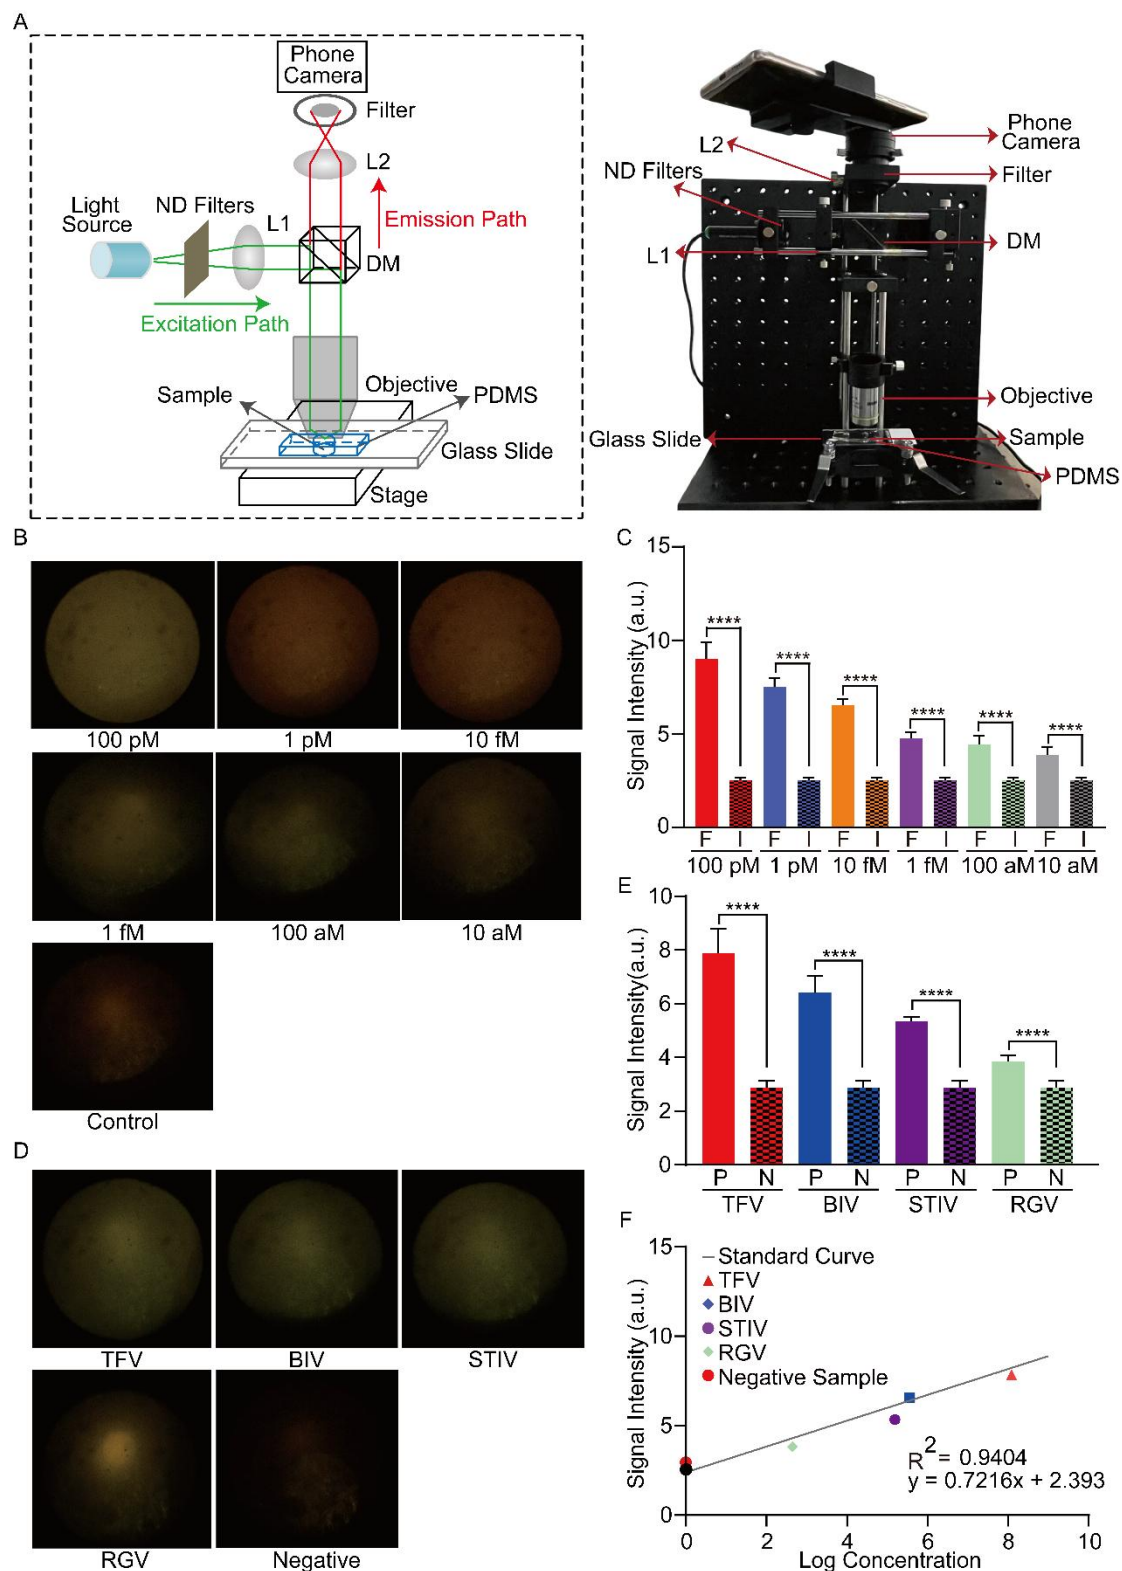 A
Phone
Camera
Filter
L2
Light
Source
ND Filters
L1
Emission Path
DM
Excitation Path
Sample
Objective
PDMS
Glass Slide
Stage
L2
ND Filters
L1
Glass Slide
Phone
Camera
Filter
DM
Objective
Sample
PDMS
B
100 pM
1 pM
10 fM
1 fM
100 aM
10 aM
Control
C
Signal Intensity (a.u.)
15
10
5
0
**** **** **** **** **** ****
F I F I F I F I F I F I
100 pM 1 pM 10 fM 1 fM 100 aM 10 aM
D
TFV
BIV
STIV
RGV
Negative
E
Signal Intensity(a.u.)
10
8
6
4
2
0
**** **** **** ****
P N P N P N P N
TFV BIV STIV RGV
F
Signal Intensity (a.u.)
15
10
5
0
Standard Curve
TFV
BIV
STIV
RGV
Negative Sample
R² = 0.9404
y = 0.7216x + 2.393
0 2 4 6 8 10
Log Concentration